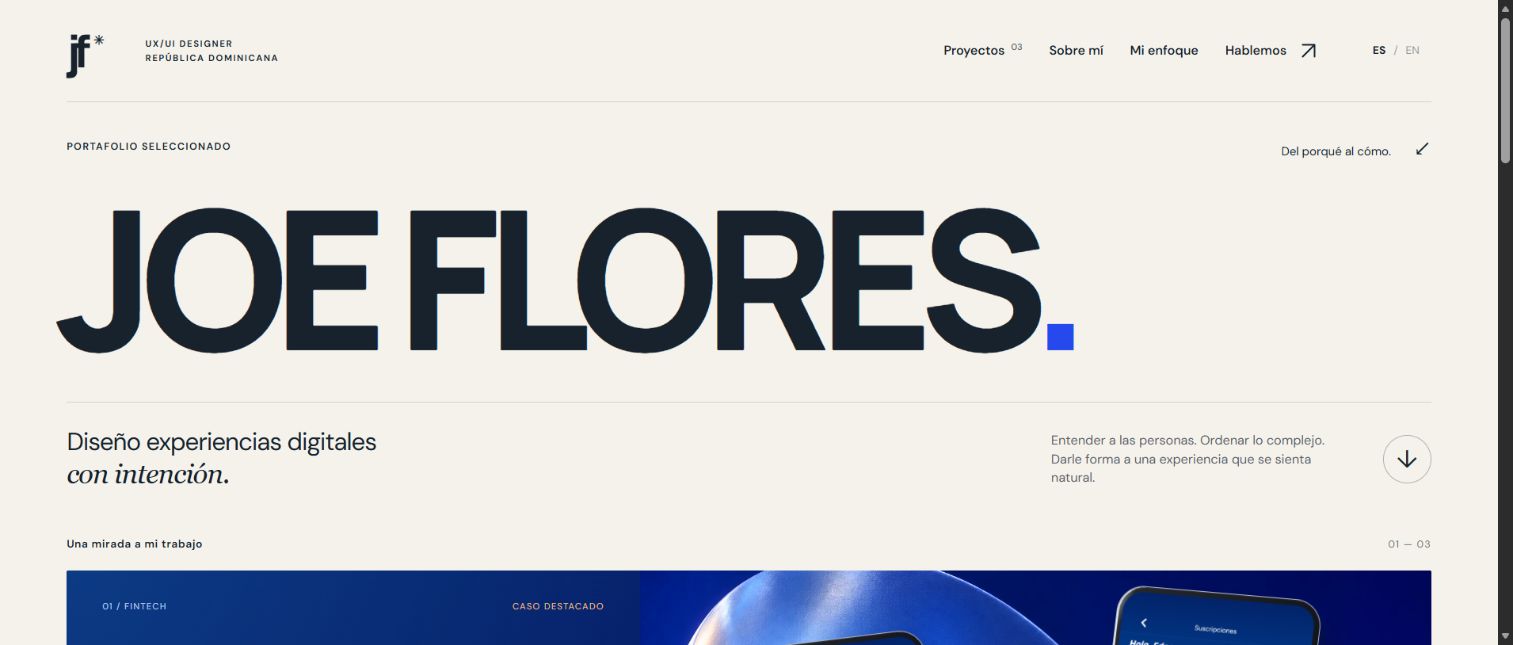 jf*
UX/UI DESIGNER
REPÚBLICA DOMINICANA
Proyectos 03
Sobre mí
Mi enfoque
Hablemos
ES / EN
PORTAFOLIO SELECCIONADO
Del porqué al cómo.
JOE FLORES.
Diseño experiencias digitales
con intención.
Entender a las personas. Ordenar lo complejo.
Darle forma a una experiencia que se sienta
natural.
Una mirada a mi trabajo
01 — 03
01 / FINTECH
CASO DESTACADO
Suscripciones